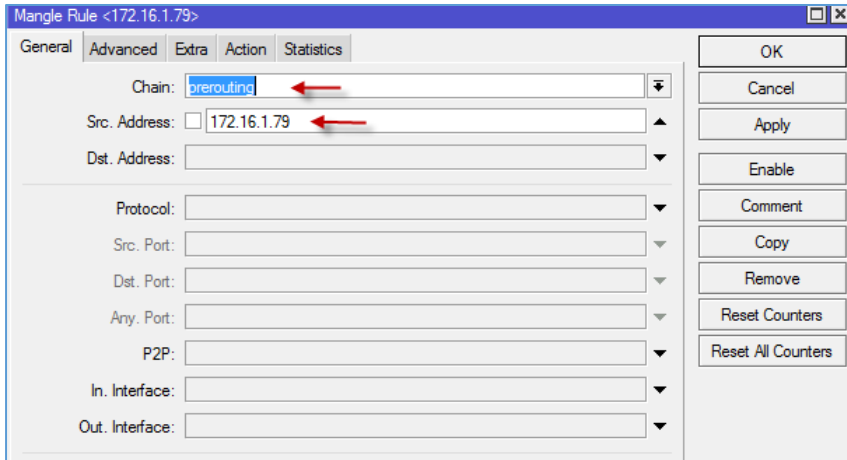 Mangle Rule <172.16.1.79>
General Advanced Extra Action Statistics
Chain: prerouting
Src. Address: 172.16.1.79
Dst. Address:
Protocol:
Src. Port:
Dst. Port:
Any. Port:
P2P:
In. Interface:
Out. Interface:
OK
Cancel
Apply
Enable
Comment
Copy
Remove
Reset Counters
Reset All Counters